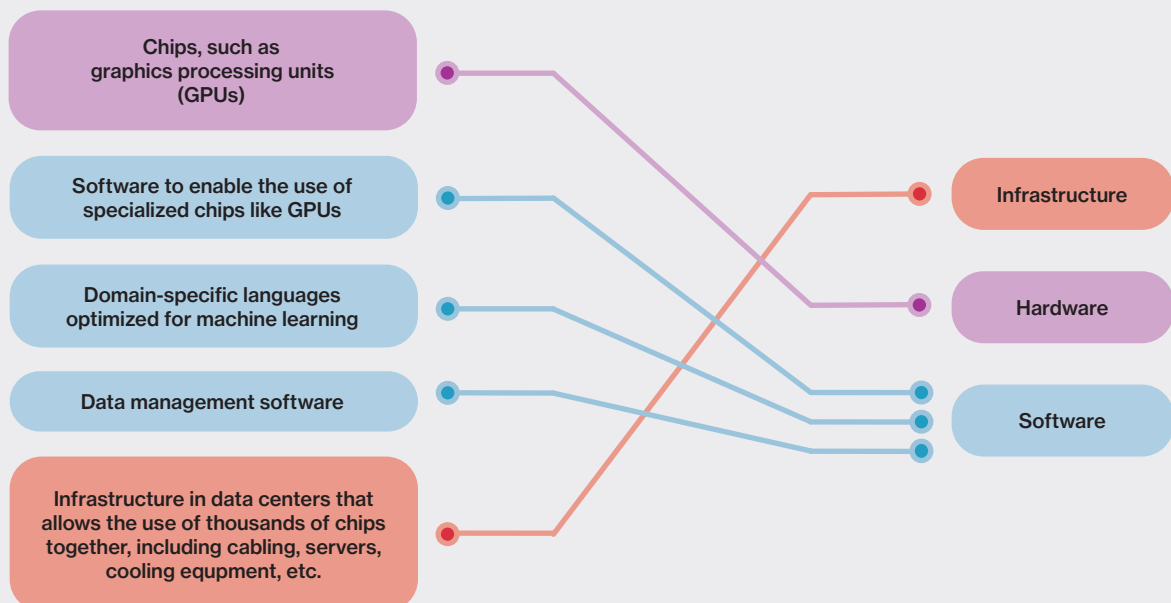 Chips, such as
graphics processing units
(GPUs)
Software to enable the use of
specialized chips like GPUs
Domain-specific languages
optimized for machine learning
Data management software
Infrastructure in data centers that
allows the use of thousands of chips
together, including cabling, servers,
cooling equpment, etc.
Infrastructure
Hardware
Software